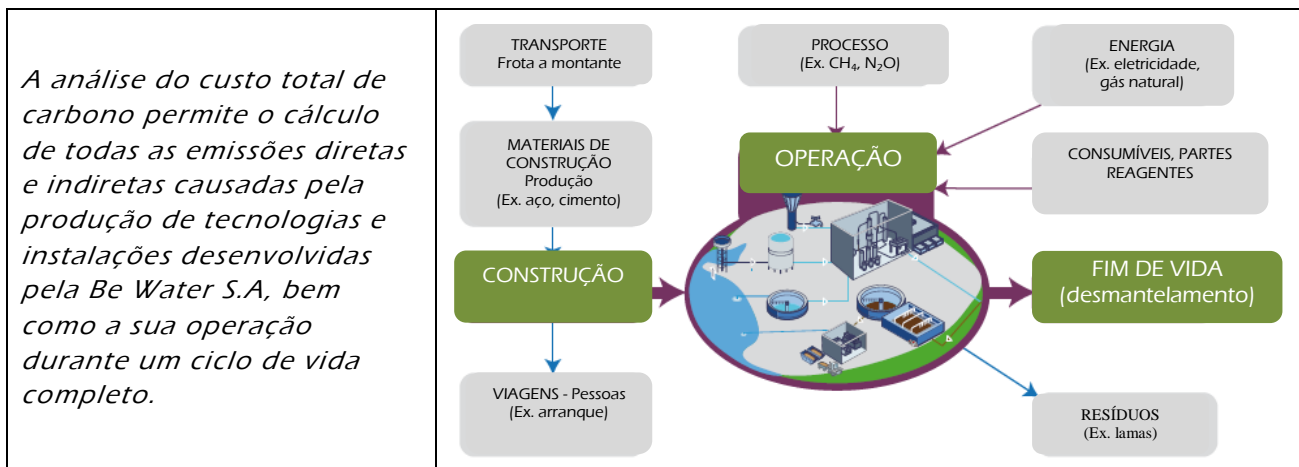 A análise do custo total de
carbono permite o cálculo
de todas as emissões diretas
e indiretas causadas pela
produção de tecnologias e
instalações desenvolvidas
pela Be Water S.A, bem
como a sua operação
durante um ciclo de vida
completo.
TRANSPORTE
Frota a montante
PROCESSO
(Ex. CH₄, N₂O)
ENERGIA
(Ex. eletricidade,
gás natural)
MATERIAIS DE
CONSTRUÇÃO
Produção
(Ex. aço, cimento)
OPERAÇÃO
CONSUMÍVEIS, PARTES
REAGENTES
CONSTRUÇÃO
FIM DE VIDA
(desmantelamento)
VIAGENS - Pessoas
(Ex. arranque)
RESÍDUOS
(Ex. lamas)